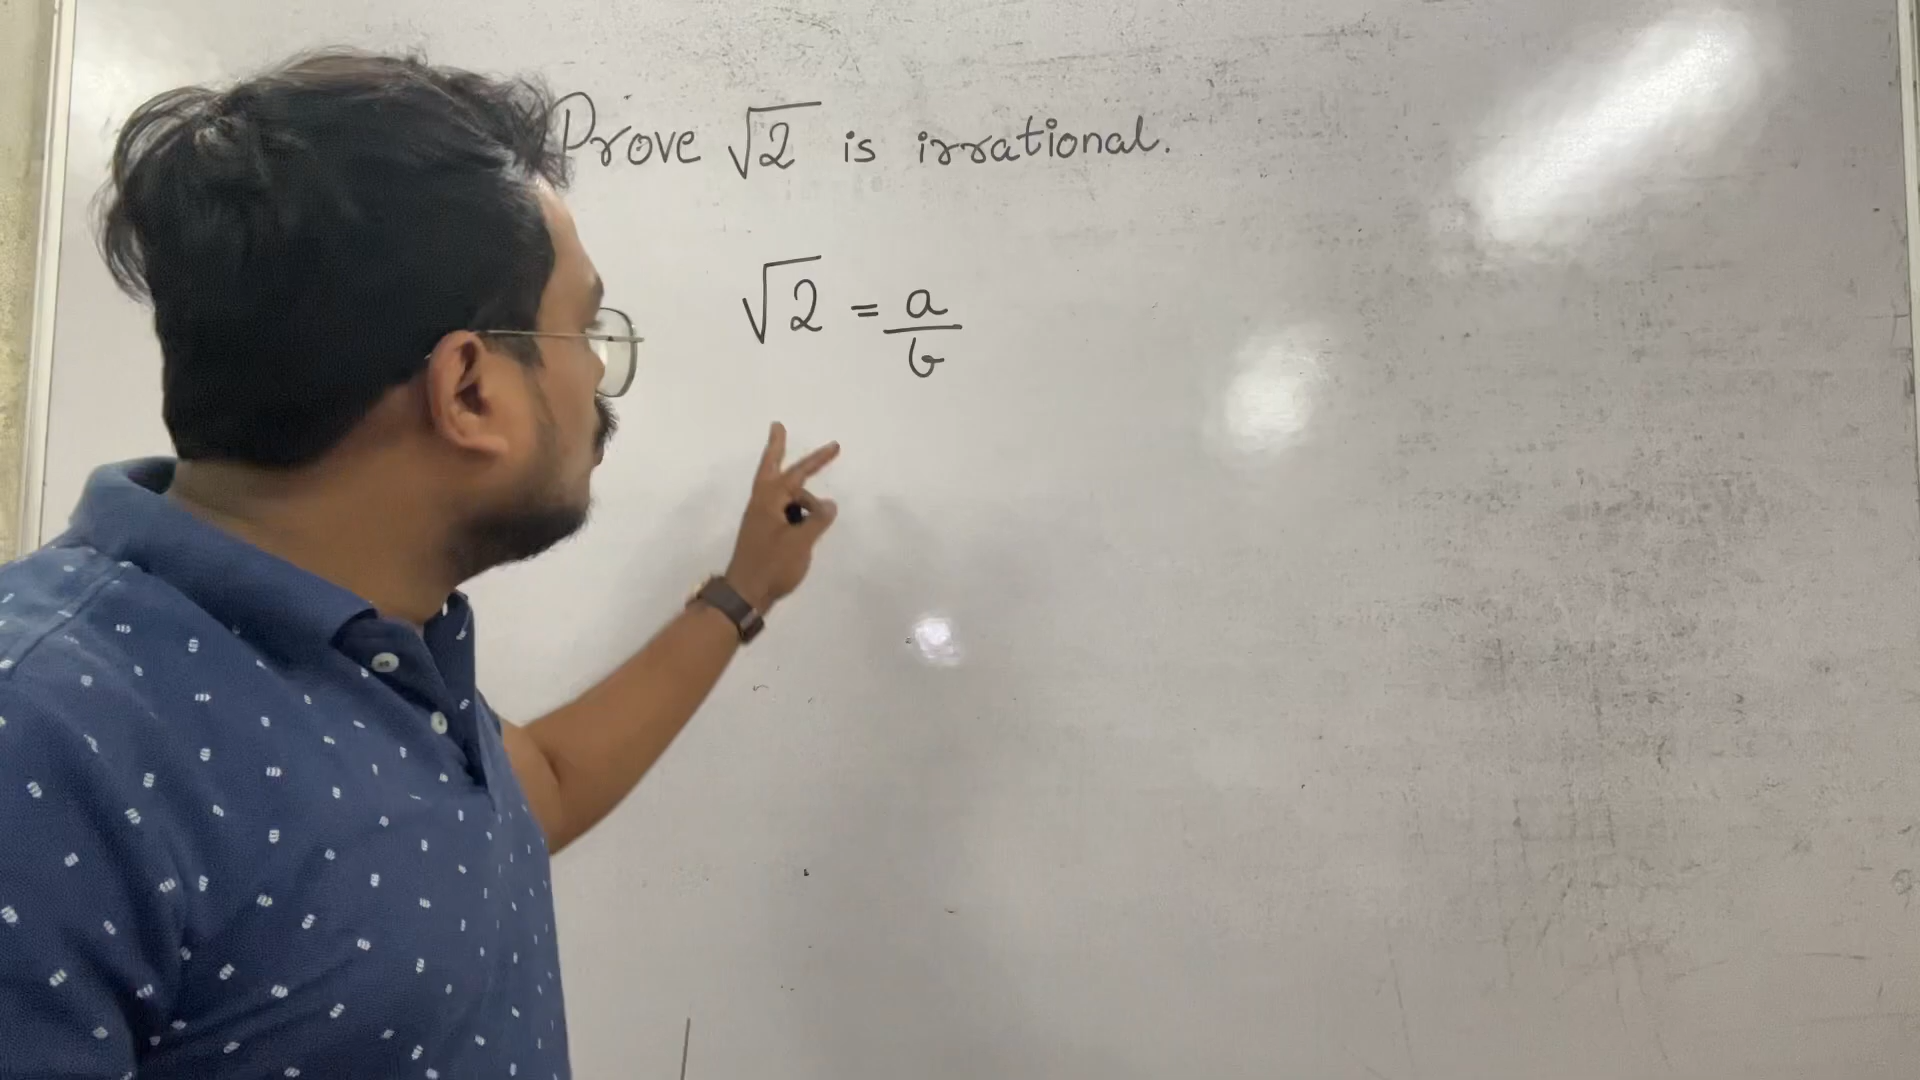 Prove √2 is irrational.
√2 = a/b